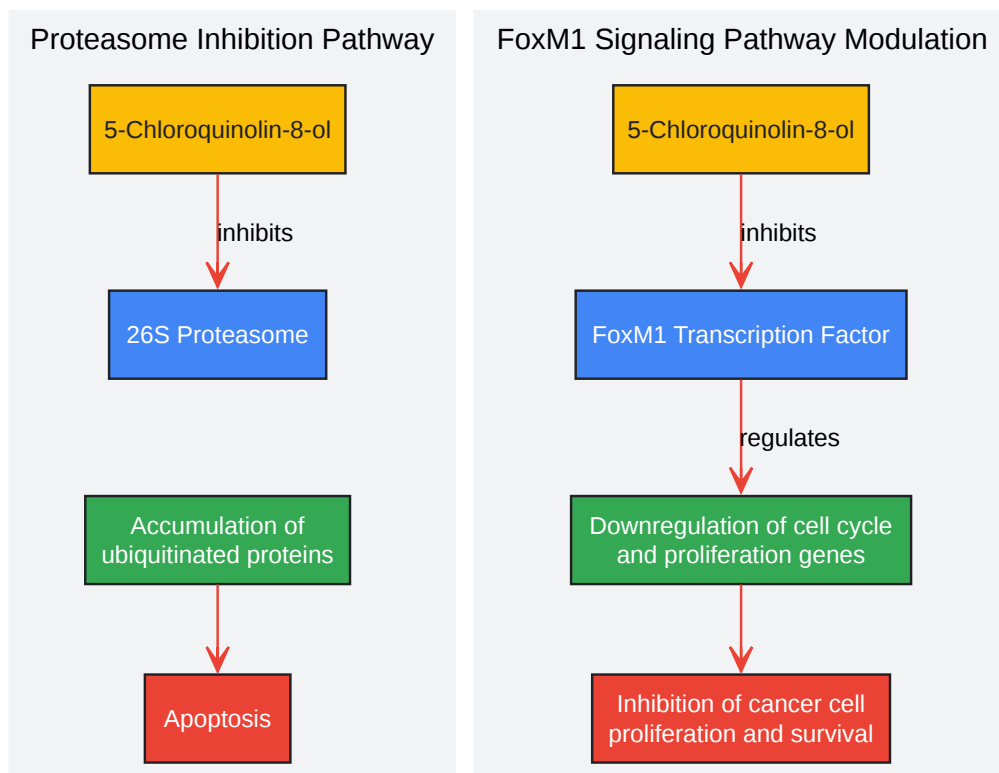 Proteasome Inhibition Pathway
5-Chloroquinolin-8-ol
inhibits
26S Proteasome
Accumulation of
ubiquitinated proteins
Apoptosis
FoxM1 Signaling Pathway Modulation
5-Chloroquinolin-8-ol
inhibits
FoxM1 Transcription Factor
regulates
Downregulation of cell cycle
and proliferation genes
Inhibition of cancer cell
proliferation and survival